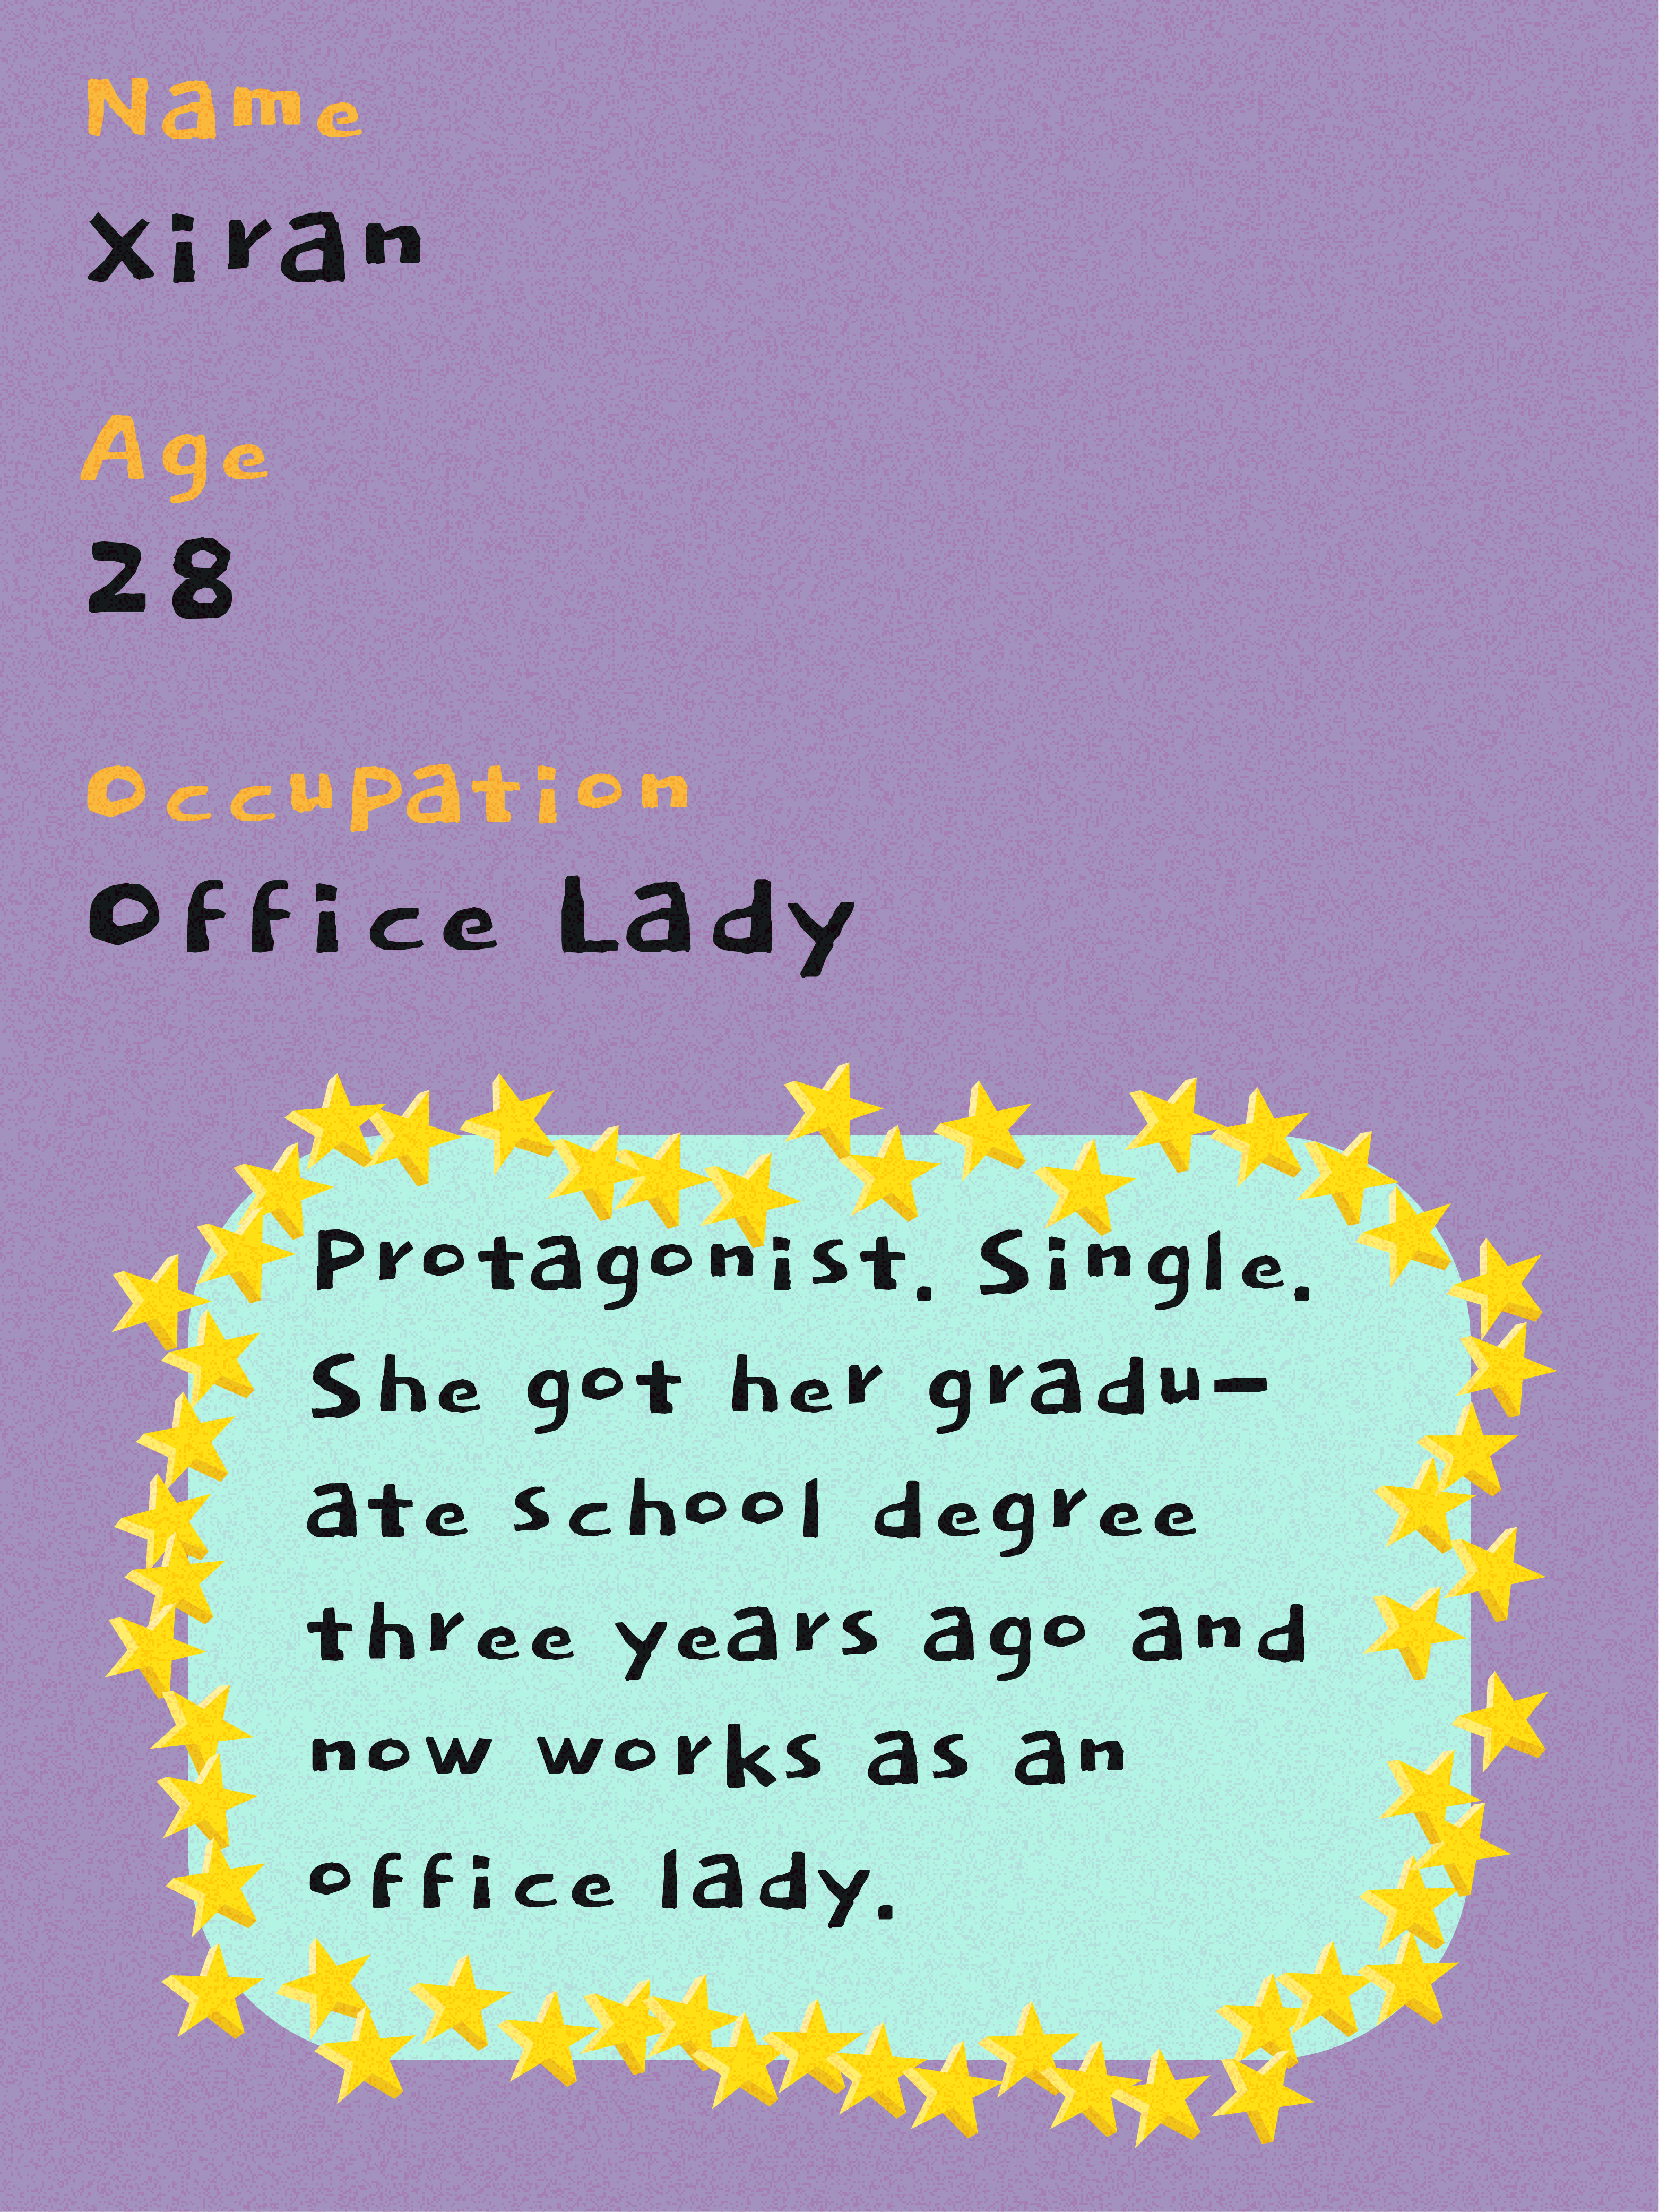 Name
Xiran
Age
28
Occupation
Office Lady
Protagonist. Single.
She got her gradu-
ate school degree
three years ago and
now works as an
office lady.